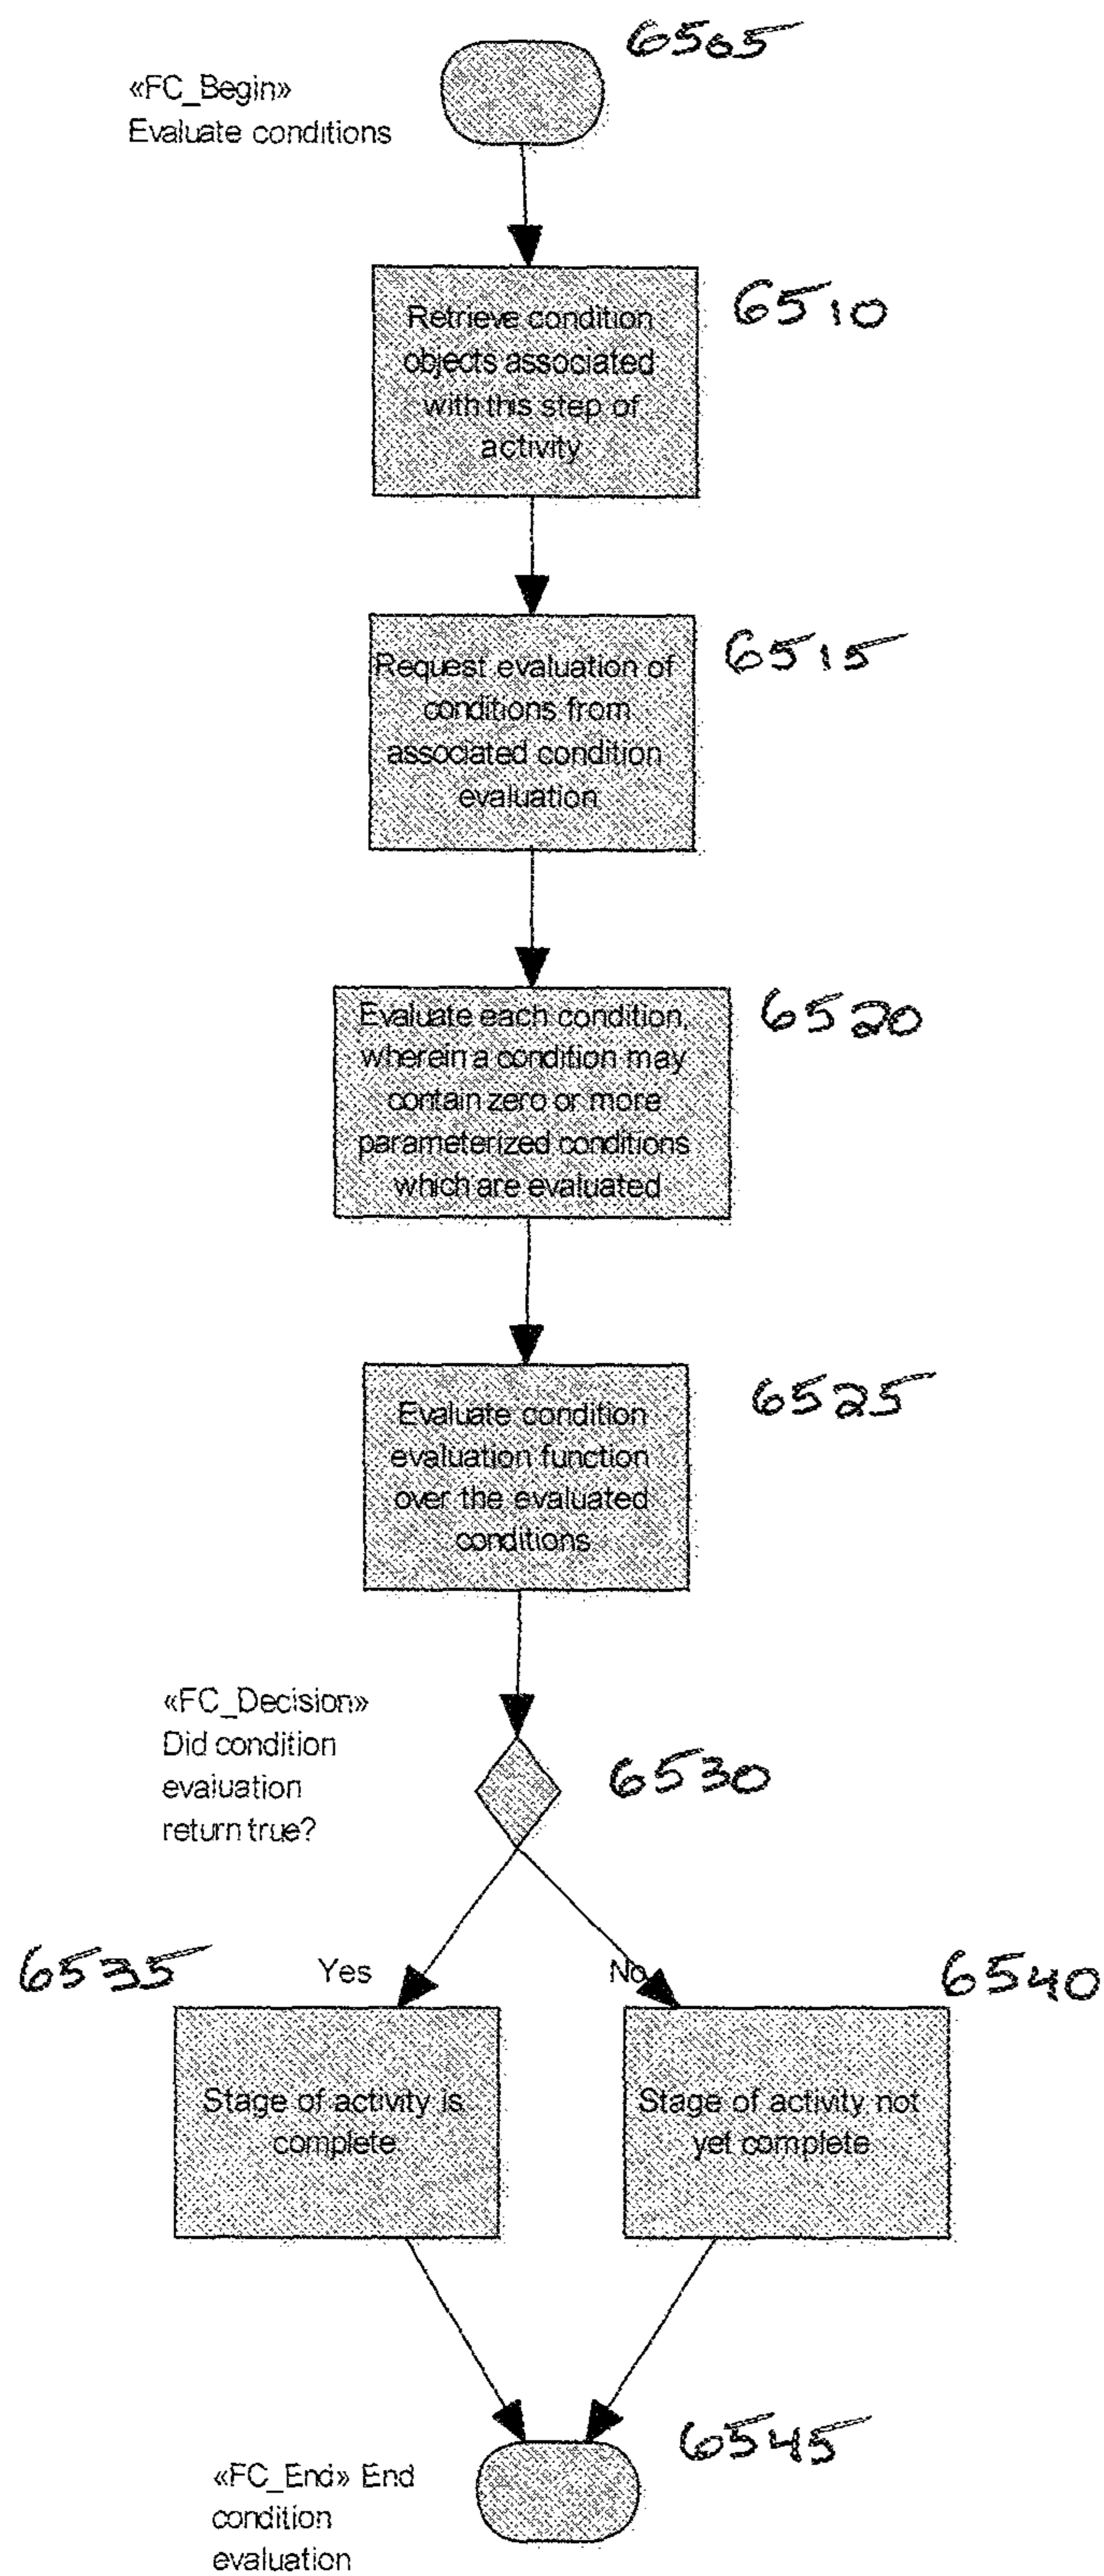 6505
«FC_Begin»
Evaluate conditions
6510
Retrieve condition
objects associated
with this step of
activity
6515
Request evaluation of
conditions from
associated condition
evaluation
6520
Evaluate each condition,
wherein a condition may
contain zero or more
parameterized conditions
which are evaluated
6525
Evaluate condition
evaluation function
over the evaluated
conditions
«FC_Decision»
Did condition
evaluation
return true?
6530
6535
Yes
No
6540
Stage of activity is
complete
Stage of activity not
yet complete
6545
«FC_End» End
condition
evaluation